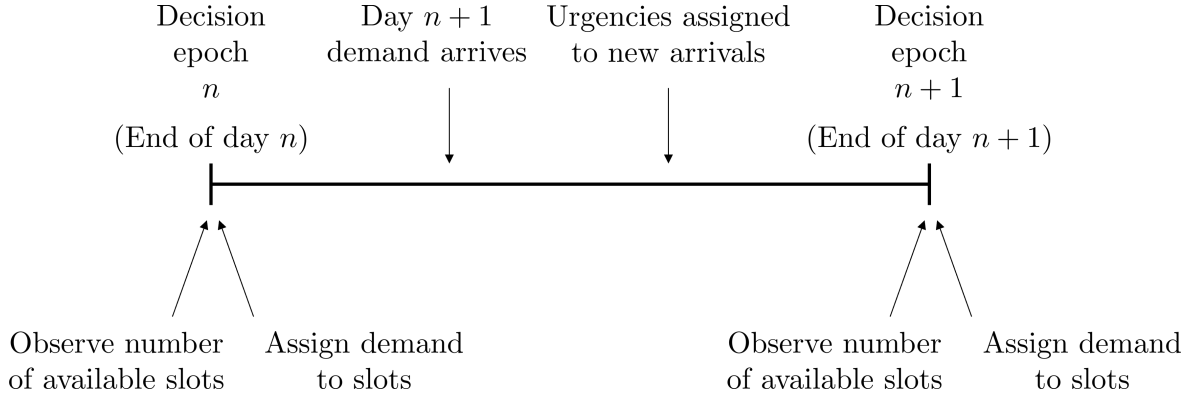 Decision
epoch
n
(End of day n)
Day n + 1
demand arrives
Urgencies assigned
to new arrivals
Decision
epoch
n + 1
(End of day n + 1)
Observe number
of available slots
Assign demand
to slots
Observe number
of available slots
Assign demand
to slots